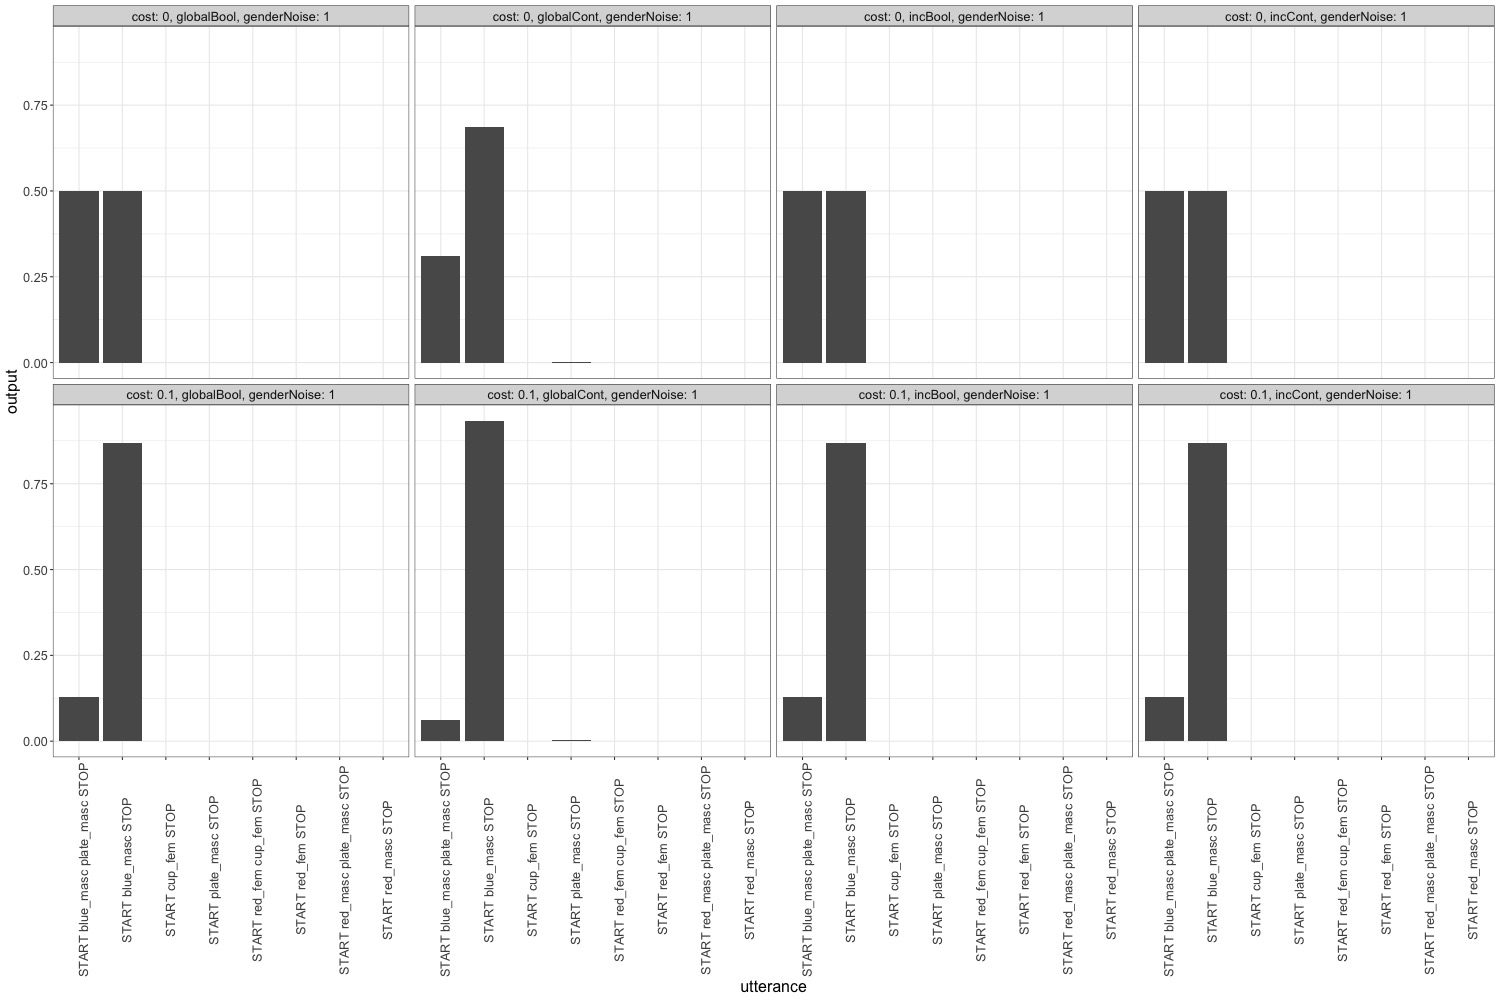 cost: 0, globalBool, genderNoise: 1
cost: 0, globalCont, genderNoise: 1
cost: 0, incBool, genderNoise: 1
cost: 0, incCont, genderNoise: 1
0.75
0.50
0.25
0.00
output
cost: 0.1, globalBool, genderNoise: 1
cost: 0.1, globalCont, genderNoise: 1
cost: 0.1, incBool, genderNoise: 1
cost: 0.1, incCont, genderNoise: 1
0.75
0.50
0.25
0.00
START blue_masc plate_masc STOP
START blue_masc STOP
START cup_fem STOP
START plate_masc STOP
START red_fem cup_fem STOP
START red_fem STOP
START red_masc plate_masc STOP
START red_masc STOP
START blue_masc plate_masc STOP
START blue_masc STOP
START cup_fem STOP
START plate_masc STOP
START red_fem cup_fem STOP
START red_fem STOP
START red_masc plate_masc STOP
START red_masc STOP
START blue_masc plate_masc STOP
START blue_masc STOP
START cup_fem STOP
START plate_masc STOP
START red_fem cup_fem STOP
START red_fem STOP
START red_masc plate_masc STOP
START red_masc STOP
START blue_masc plate_masc STOP
START blue_masc STOP
START cup_fem STOP
START plate_masc STOP
START red_fem cup_fem STOP
START red_fem STOP
START red_masc plate_masc STOP
START red_masc STOP
utterance